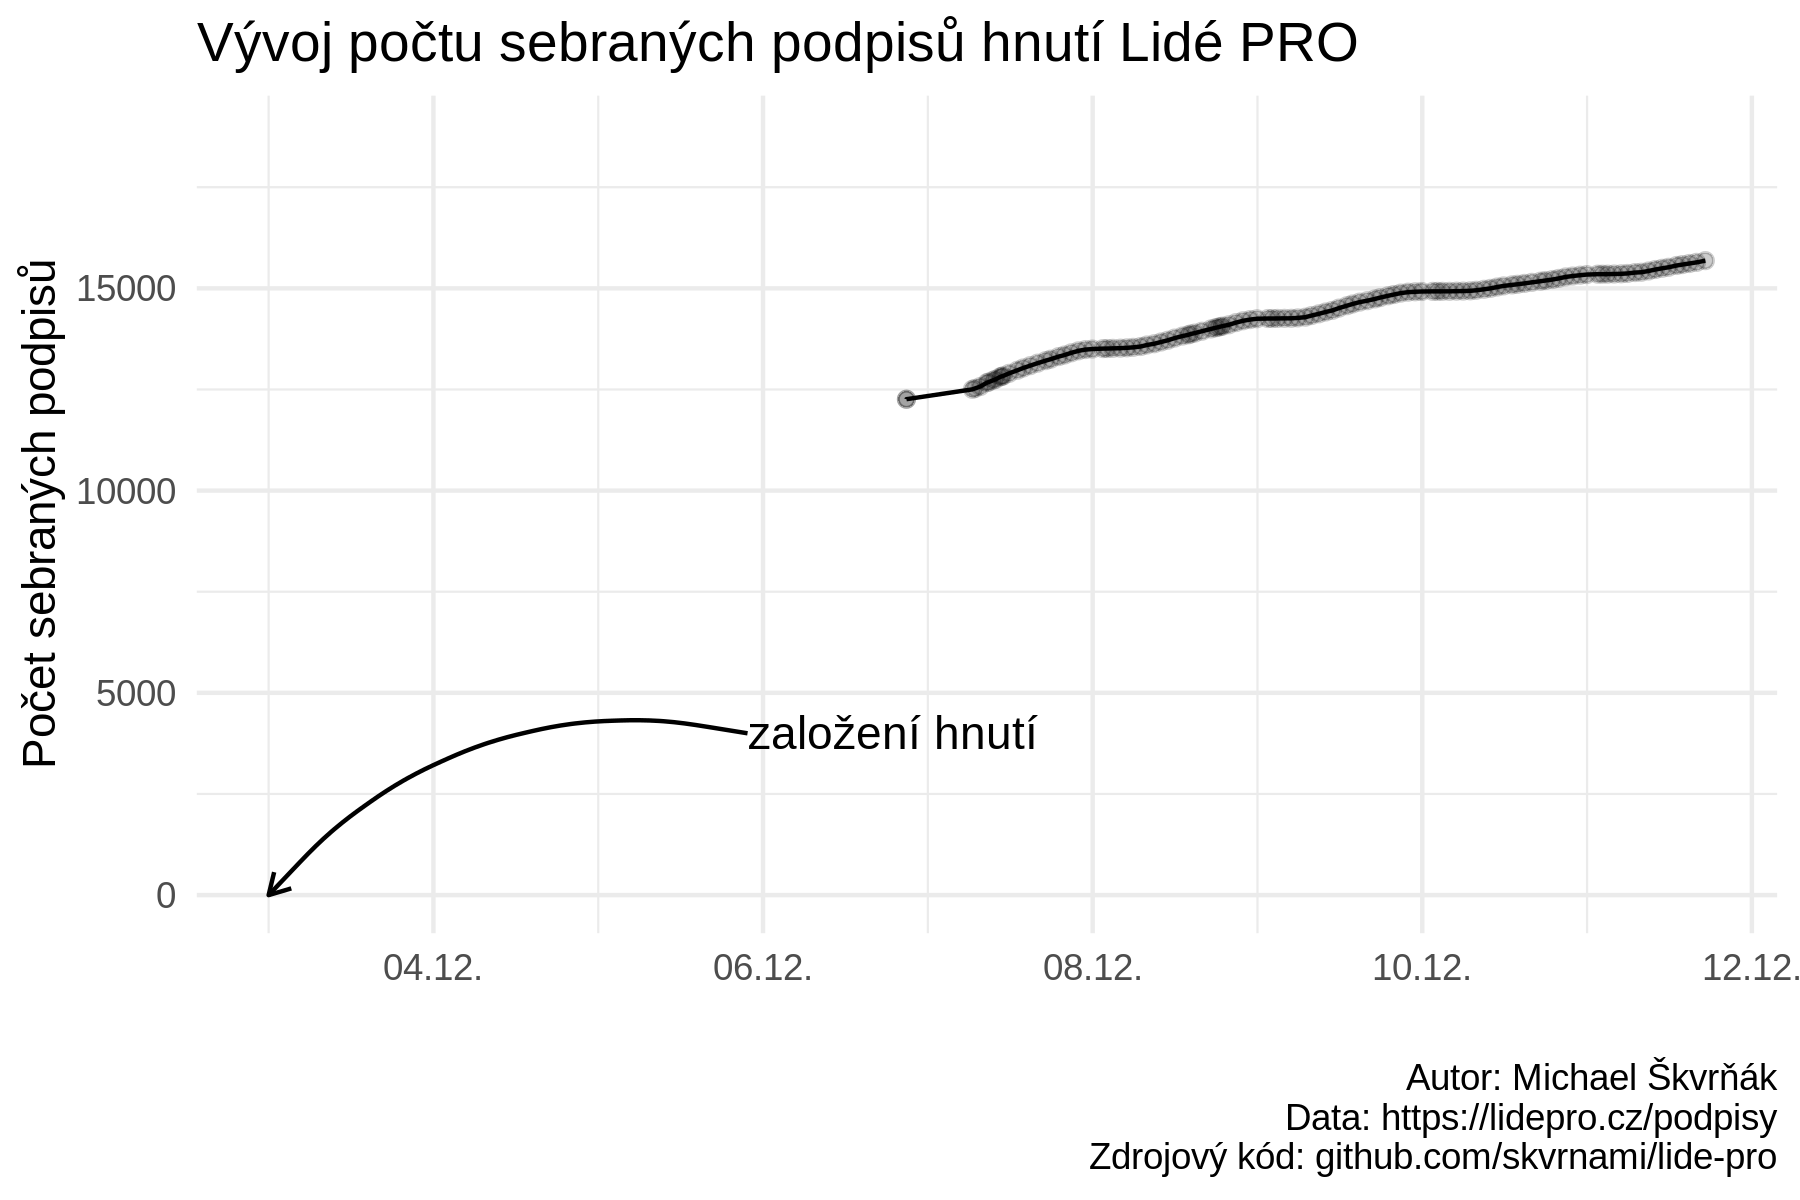 Vývoj počtu sebraných podpisů hnutí Lidé PRO
Počet sebraných podpisů
15000
10000
5000
0
založení hnutí
04.12.
06.12.
08.12.
10.12.
12.12.
Autor: Michael Škvrňák
Data: https://lidepro.cz/podpisy
Zdrojový kód: github.com/skvrnami/lide-pro